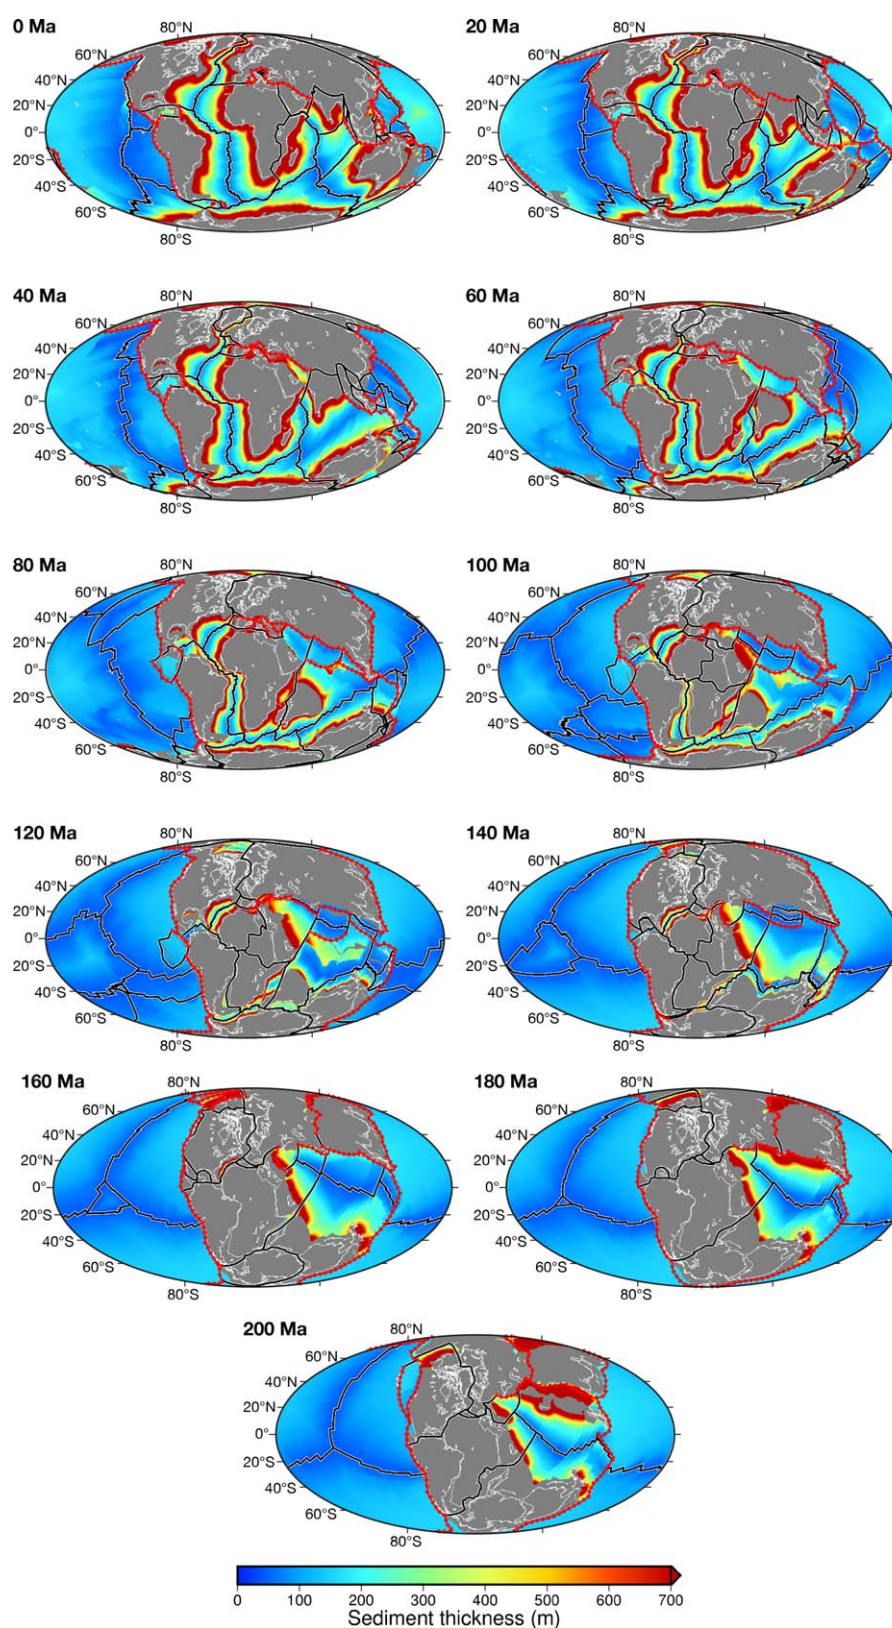 0 Ma
80°N
60°N
40°N
20°N
0°
20°S
40°S
60°S
80°S
20 Ma
80°N
60°N
40°N
20°N
0°
20°S
40°S
60°S
80°S
40 Ma
80°N
60°N
40°N
20°N
0°
20°S
40°S
60°S
80°S
60 Ma
80°N
60°N
40°N
20°N
0°
20°S
40°S
60°S
80°S
80 Ma
80°N
60°N
40°N
20°N
0°
20°S
40°S
60°S
80°S
100 Ma
80°N
60°N
40°N
20°N
0°
20°S
40°S
60°S
80°S
120 Ma
80°N
60°N
40°N
20°N
0°
20°S
40°S
60°S
80°S
140 Ma
80°N
60°N
40°N
20°N
0°
20°S
40°S
60°S
80°S
160 Ma
80°N
60°N
40°N
20°N
0°
20°S
40°S
60°S
80°S
180 Ma
80°N
60°N
40°N
20°N
0°
20°S
40°S
60°S
80°S
200 Ma
80°N
60°N
40°N
20°N
0°
20°S
40°S
60°S
80°S
0 100 200 300 400 500 600 700
Sediment thickness (m)